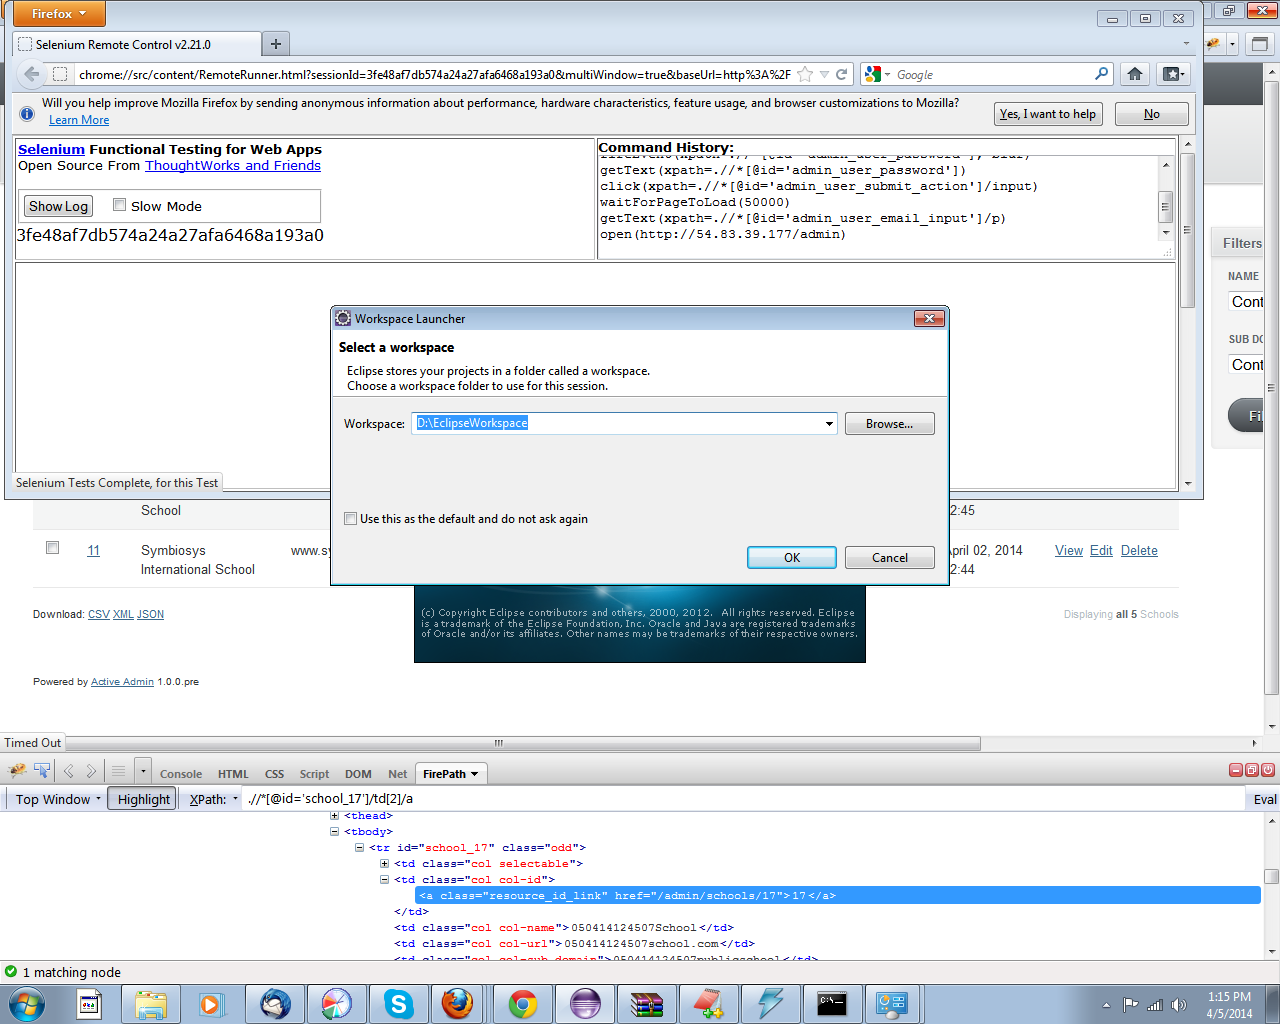 Firefox
Selenium Remote Control v2.21.0
chrome://src/content/RemoteRunner.html?sessionId=3fe48af7db574a24a27afa6468a193a0&multiWindow=true&baseUrl=http%3A%2F
Google
Will you help improve Mozilla Firefox by sending anonymous information about performance, hardware characteristics, feature usage, and browser customizations to Mozilla?
Learn More
Yes, I want to help
No
Selenium Functional Testing for Web Apps
Open Source From ThoughtWorks and Friends
Show Log
Slow Mode
3fe48af7db574a24a27afa6468a193a0
Command History:
getText(xpath=.//*[@id='admin_user_password'])
click(xpath=.//*[@id='admin_user_submit_action']/input)
waitForPageToLoad(50000)
getText(xpath=.//*[@id='admin_user_email_input']/p)
open(http://54.83.39.177/admin)
Filters
NAME
Cont
SUB DO
Cont
Fil
Workspace Launcher
Select a workspace
Eclipse stores your projects in a folder called a workspace.
Choose a workspace folder to use for this session.
Workspace:
D:\EclipseWorkspace
Browse...
Use this as the default and do not ask again
OK
Cancel
Selenium Tests Complete, for this Test
School
2:45
11
Symbiosys
International School
www.sy
pril 02, 2014
2:44
View Edit Delete
Download: CSV XML JSON
Displaying all 5 Schools
(c) Copyright Eclipse contributors and others, 2000, 2012. All rights reserved. Eclipse
is a trademark of the Eclipse Foundation, Inc. Oracle and Java are registered trademarks
of Oracle and/or its affiliates. Other names may be trademarks of their respective owners.
Powered by Active Admin 1.0.0.pre
Timed Out
Console HTML CSS Script DOM Net FirePath
Top Window
Highlight
XPath:
.//*[@id='school_17']/td[2]/a
Eval
<thead>
<tbody>
<tr id="school_17" class="odd">
<td class="col selectable">
<td class="col col-id">
<a class="resource_id_link" href="/admin/schools/17">17</a>
</td>
<td class="col col-name">050414124507School</td>
<td class="col col-url">050414124507school.com</td>
<td class="col col-sub_domain">050414124507publicschool</td>
1 matching node
C:\
1:15 PM
4/5/2014